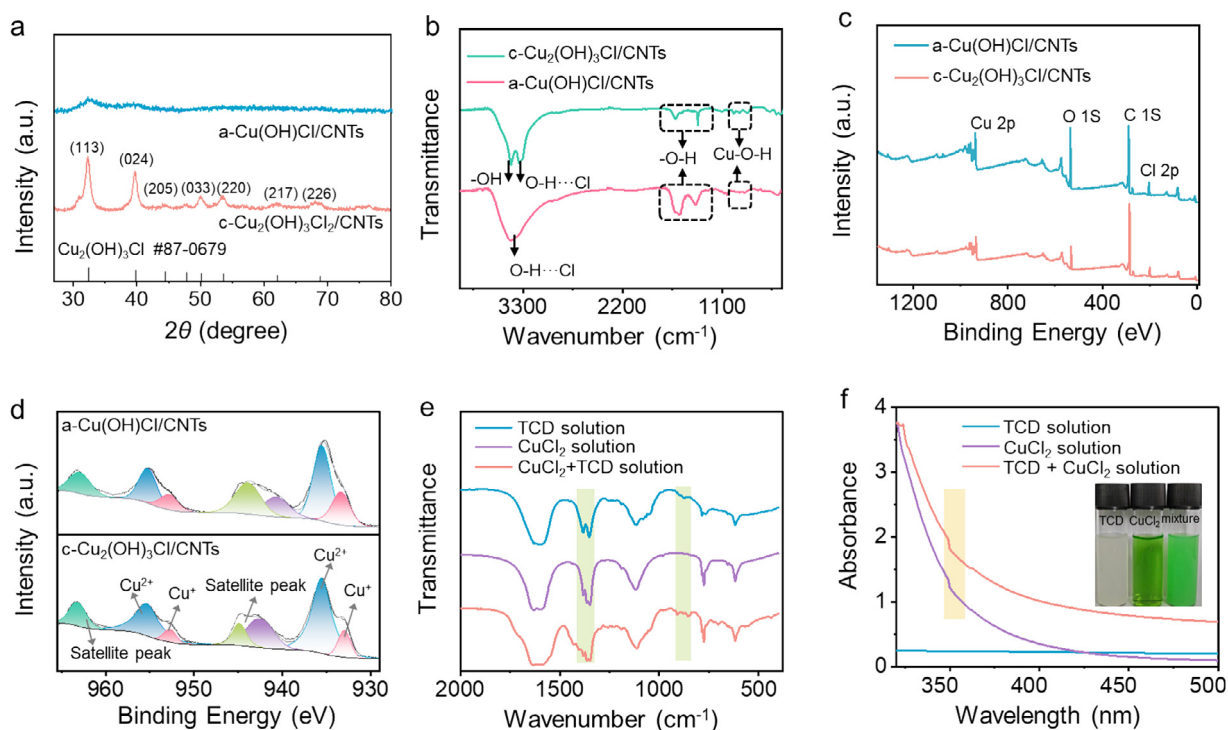 a
Intensity (a.u.)
a-Cu(OH)Cl/CNTs
(113)
(024)
(205) (033) (220) (217) (226)
c-Cu₂(OH)₃Cl₂/CNTs
Cu₂(OH)₃Cl #87-0679
30 40 50 60 70 80
2θ (degree)
b
Transmittance
c-Cu₂(OH)₃Cl/CNTs
a-Cu(OH)Cl/CNTs
-OH
O-H···Cl
-O-H
Cu-O-H
O-H···Cl
3300 2200 1100
Wavenumber (cm⁻¹)
c
Intensity (a.u.)
a-Cu(OH)Cl/CNTs
c-Cu₂(OH)₃Cl/CNTs
Cu 2p
O 1S
C 1S
Cl 2p
1200 800 400 0
Binding Energy (eV)
d
Intensity (a.u.)
a-Cu(OH)Cl/CNTs
c-Cu₂(OH)₃Cl/CNTs
Cu²⁺
Cu⁺
Satellite peak
Cu²⁺
Cu⁺
Satellite peak
960 950 940 930
Binding Energy (eV)
e
Transmittance
TCD solution
CuCl₂ solution
CuCl₂+TCD solution
2000 1600 1200 800 400
Wavenumber (cm⁻¹)
f
Absorbance
4
3
2
1
0
TCD solution
CuCl₂ solution
TCD + CuCl₂ solution
TCD CuCl₂ mixture
350 400 450 500
Wavelength (nm)